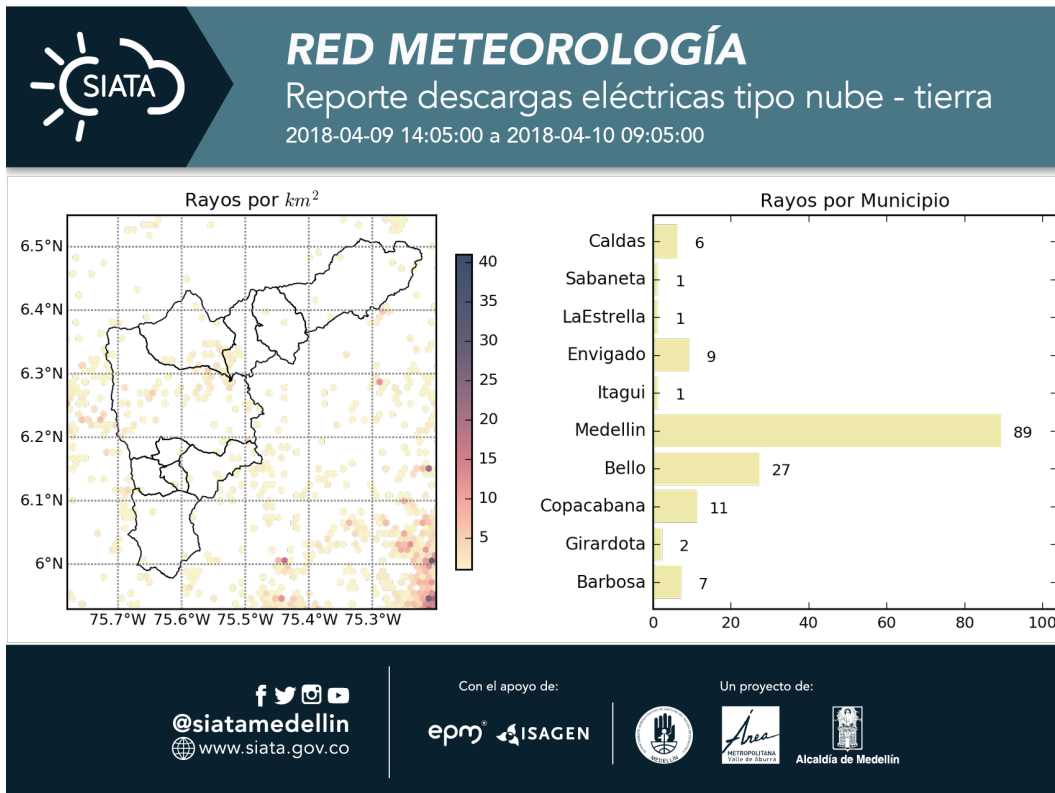 SIATA
RED METEOROLOGÍA
Reporte descargas eléctricas tipo nube - tierra
2018-04-09 14:05:00 a 2018-04-10 09:05:00
Rayos por km²
6.5°N
6.4°N
6.3°N
6.2°N
6.1°N
6°N
75.7°W 75.6°W 75.5°W 75.4°W 75.3°W
40
35
30
25
20
15
10
5
Rayos por Municipio
Caldas 6
Sabaneta 1
LaEstrella 1
Envigado 9
Itagui 1
Medellin 89
Bello 27
Copacabana 11
Girardota 2
Barbosa 7
0 20 40 60 80 100
@siatamedellin
www.siata.gov.co
Con el apoyo de:
epm® ISAGEN
Un proyecto de:
MEDELLIN
Área
METROPOLITANA
Valle de Aburrá
Alcaldía de Medellín